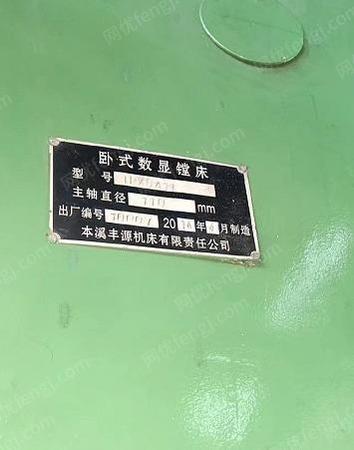 卧式数显镗床
型号
主轴直径 110 mm
出厂编号 20 年 月制造
本溪丰源机床有限责任公司